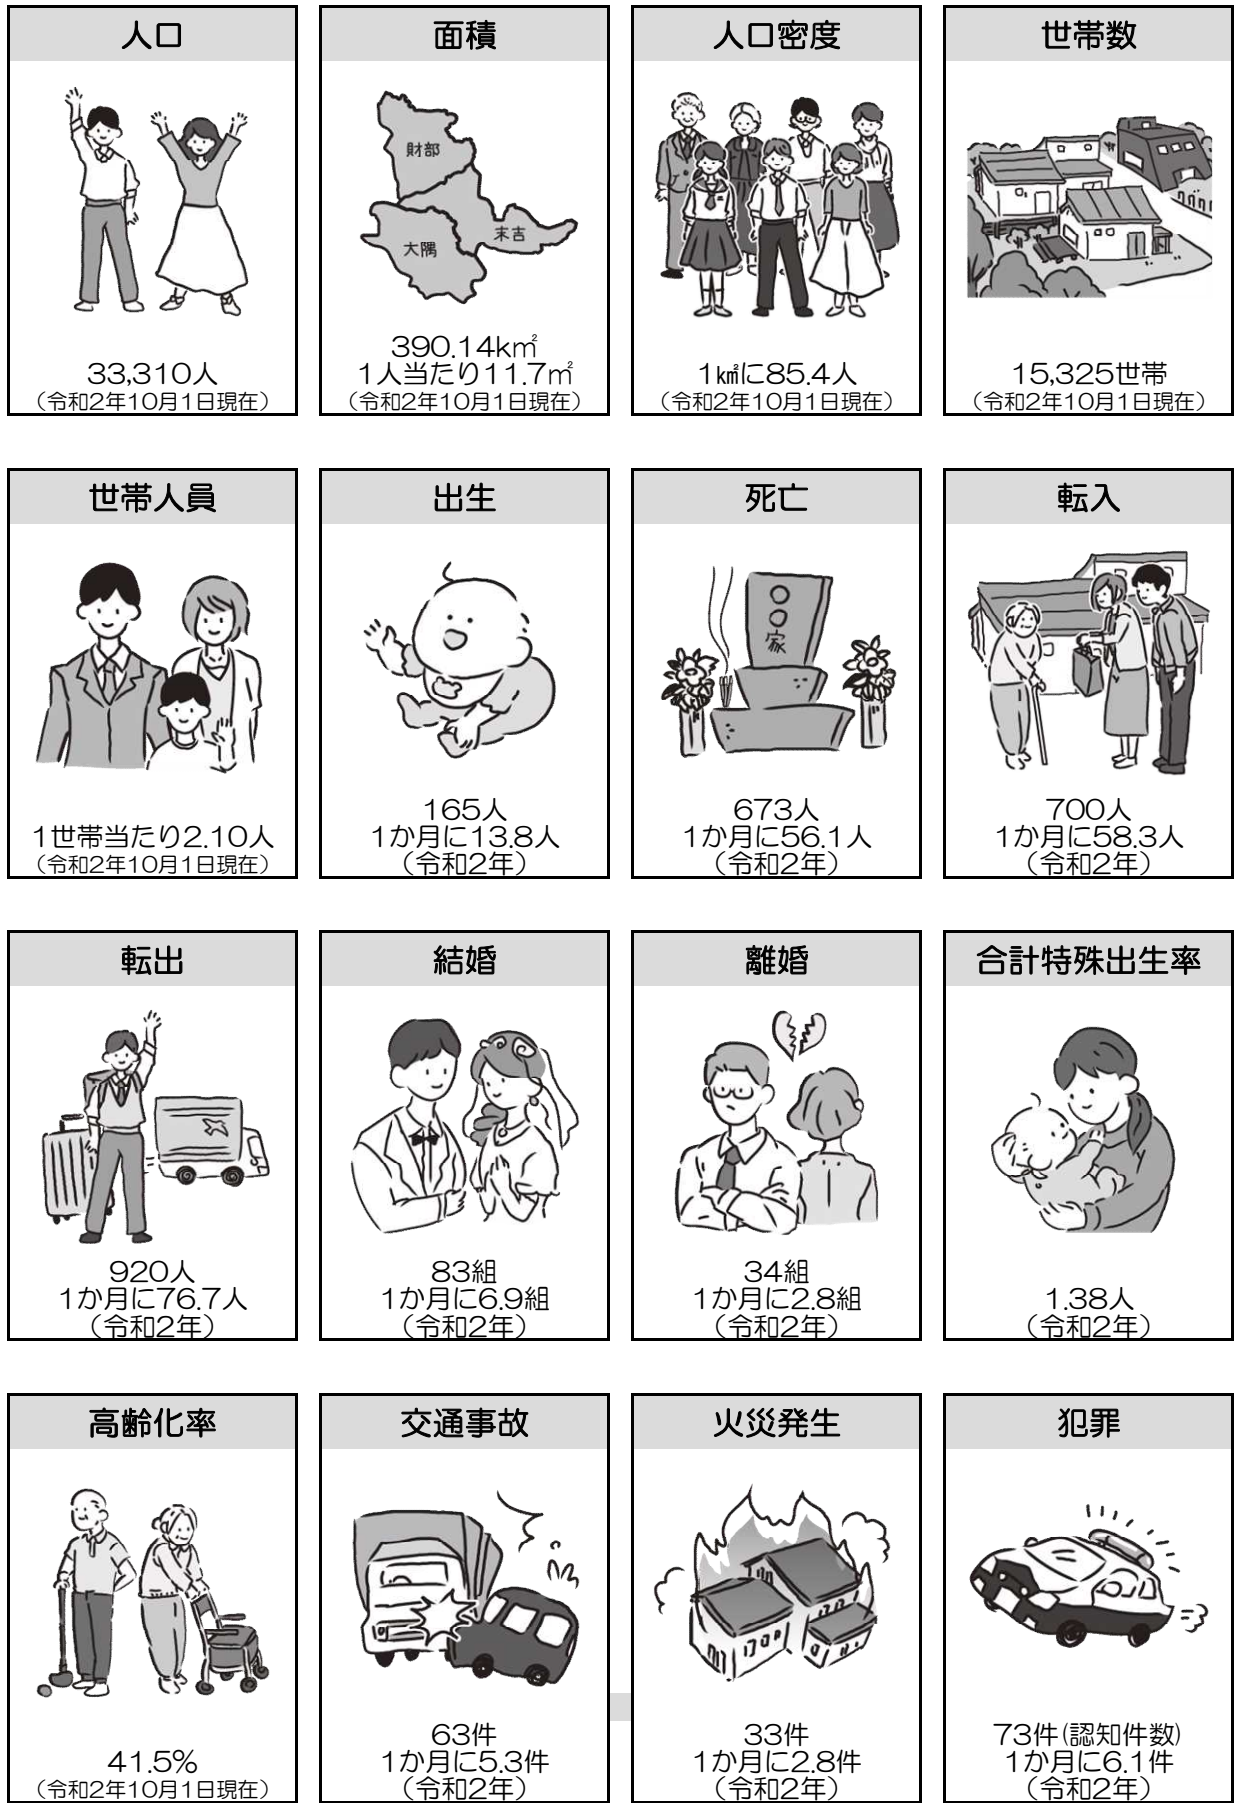 人口
財部
大隅
末吉
33,310人
（令和2年10月1日現在）
面積
390.14k㎡
1人当たり11.7㎡
（令和2年10月1日現在）
人口密度
1㎢に85.4人
（令和2年10月1日現在）
世帯数
15,325世帯
（令和2年10月1日現在）
世帯人員
1世帯当たり2.10人
（令和2年10月1日現在）
出生
165人
1か月に13.8人
（令和2年）
死亡
〇〇家
673人
1か月に56.1人
（令和2年）
転入
700人
1か月に58.3人
（令和2年）
転出
920人
1か月に76.7人
（令和2年）
結婚
83組
1か月に6.9組
（令和2年）
離婚
34組
1か月に2.8組
（令和2年）
合計特殊出生率
1.38人
（令和2年）
高齢化率
41.5%
（令和2年10月1日現在）
交通事故
63件
1か月に5.3件
（令和2年）
火災発生
33件
1か月に2.8件
（令和2年）
犯罪
73件(認知件数)
1か月に6.1件
（令和2年）